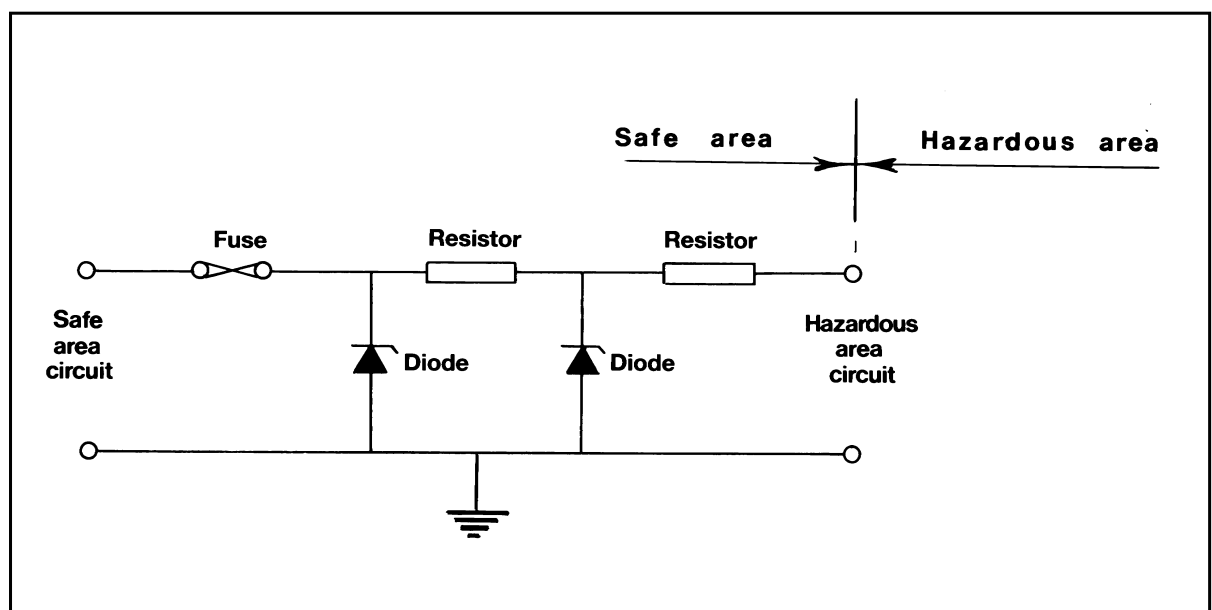 Safe area
Hazardous area
Fuse
Resistor
Resistor
Safe
area
circuit
Diode
Diode
Hazardous
area
circuit